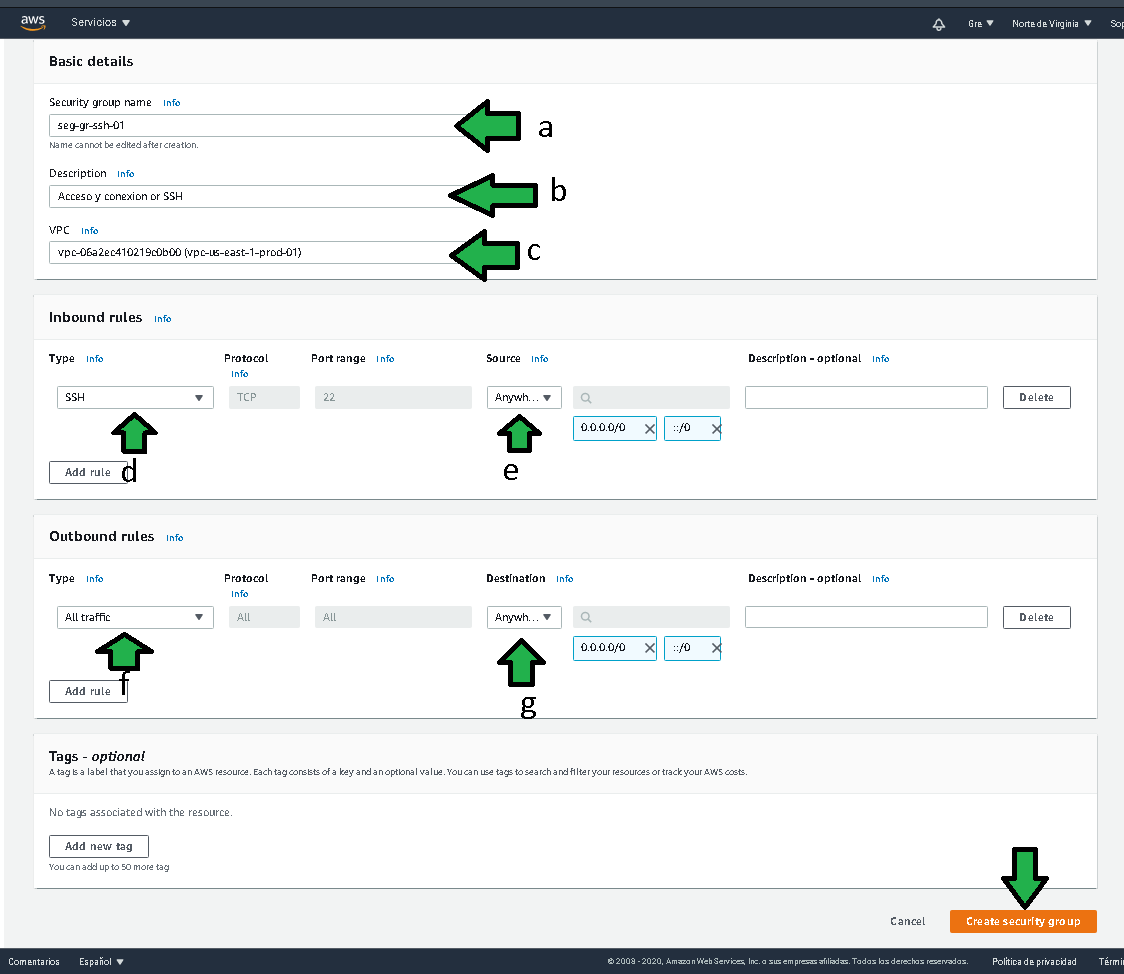 aws Servicios Gre Norte de Virginia Sop
Basic details
Security group name Info
seg-gr-ssh-01
a
Name cannot be edited after creation.
Description Info
Acceso y conexion or SSH
b
VPC Info
vpc-06a2ec410219c0b00 (vpc-us-east-1-prod-01)
c
Inbound rules Info
Type Info Protocol Port range Info Source Info Description - optional Info
Info
SSH TCP 22 Anywh... Delete
0.0.0.0/0 ::/0
Add rule d e
Outbound rules Info
Type Info Protocol Port range Info Destination Info Description - optional Info
Info
All traffic All All Anywh... Delete
0.0.0.0/0 ::/0
Add rule f g
Tags - optional
A tag is a label that you assign to an AWS resource. Each tag consists of a key and an optional value. You can use tags to search and filter your resources or track your AWS costs.
No tags associated with the resource.
Add new tag
You can add up to 50 more tag
Cancel Create security group
Comentarios Español © 2008 - 2020, Amazon Web Services, Inc. o sus empresas afiliadas. Todos los derechos reservados. Política de privacidad Térmi